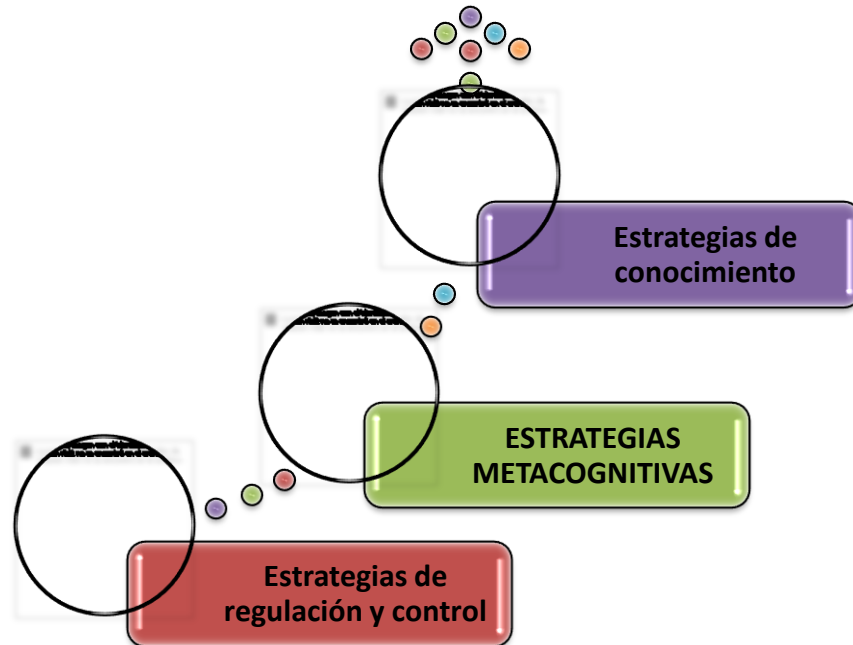 Estrategias de
conocimiento
ESTRATEGIAS
METACOGNITIVAS
Estrategias de
regulación y control